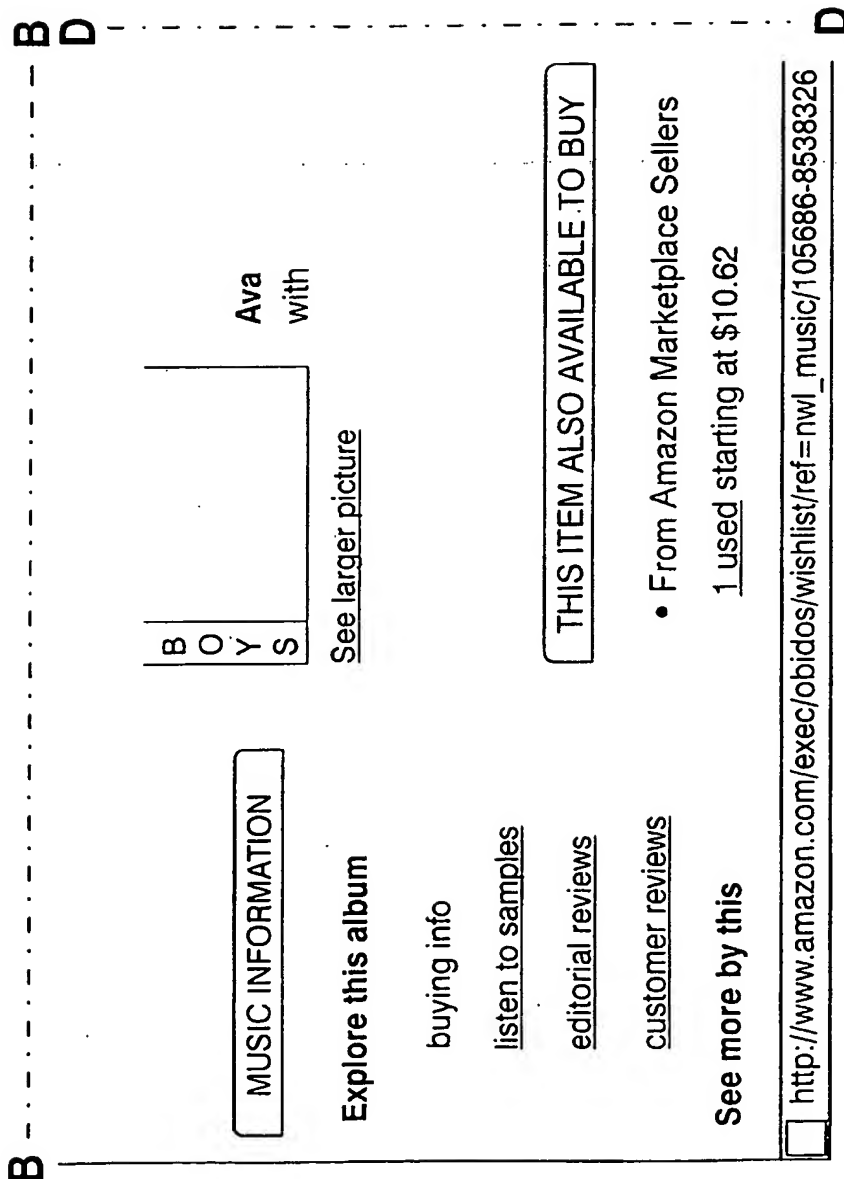 B B
D
B
O
Y
S
MUSIC INFORMATION
Ava
with
See larger picture
Explore this album
buying info
listen to samples
editorial reviews
customer reviews
THIS ITEM ALSO AVAILABLE TO BUY
• From Amazon Marketplace Sellers
1 used starting at $10.62
See more by this
http://www.amazon.com/exec/obidos/wishlist/ref=nwl_music/105686-8538326
D